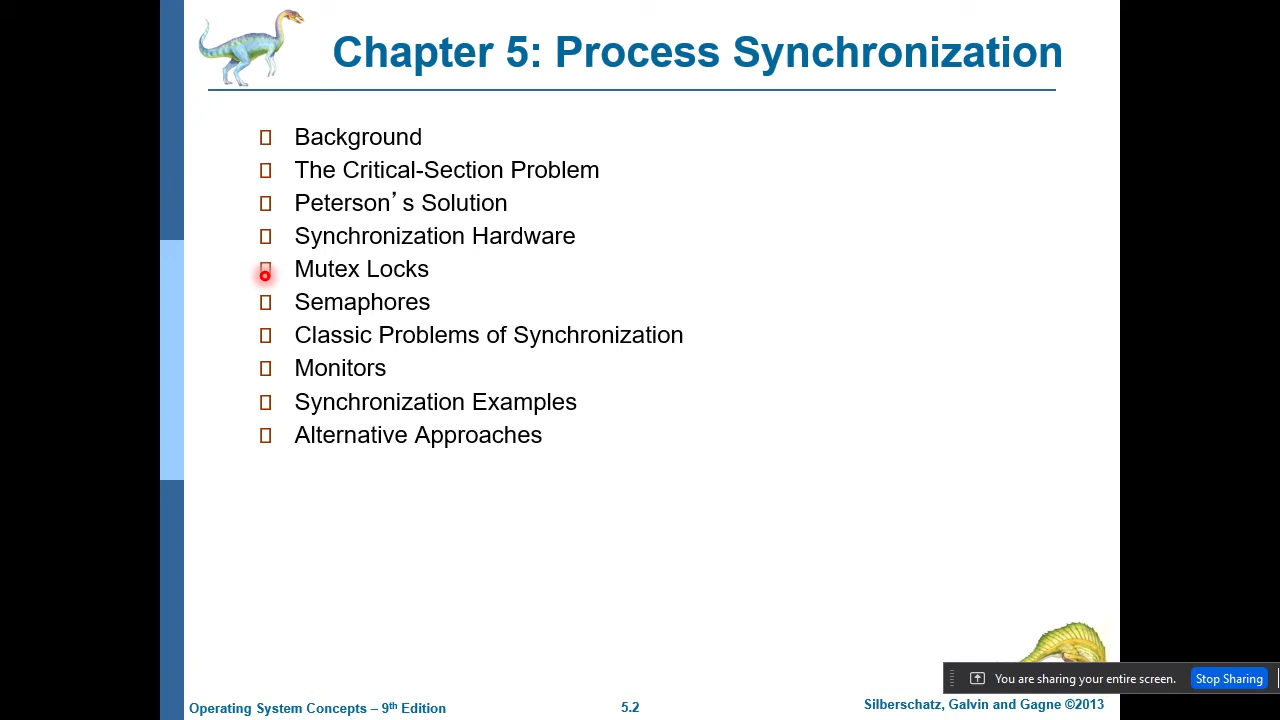 Chapter 5: Process Synchronization
Background
The Critical-Section Problem
Peterson’s Solution
Synchronization Hardware
Mutex Locks
Semaphores
Classic Problems of Synchronization
Monitors
Synchronization Examples
Alternative Approaches
You are sharing your entire screen. Stop Sharing
Operating System Concepts – 9th Edition 5.2 Silberschatz, Galvin and Gagne ©2013